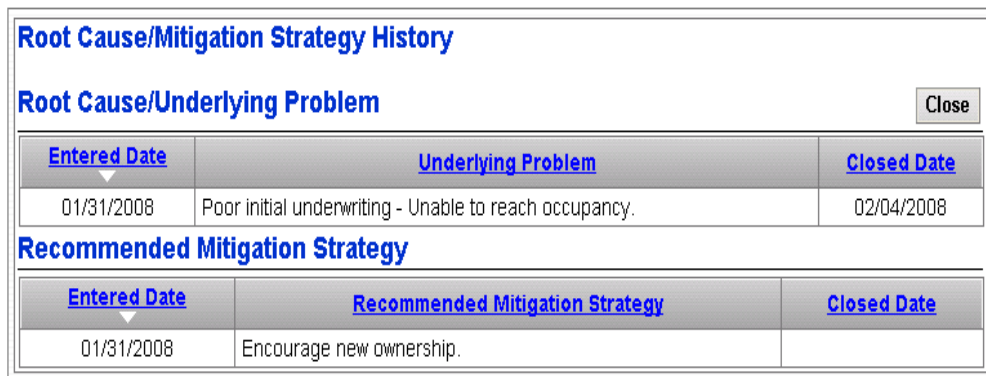 Root Cause/Mitigation Strategy History
Root Cause/Underlying Problem Close
Entered Date Underlying Problem Closed Date
01/31/2008 Poor initial underwriting - Unable to reach occupancy. 02/04/2008
Recommended Mitigation Strategy
Entered Date Recommended Mitigation Strategy Closed Date
01/31/2008 Encourage new ownership.